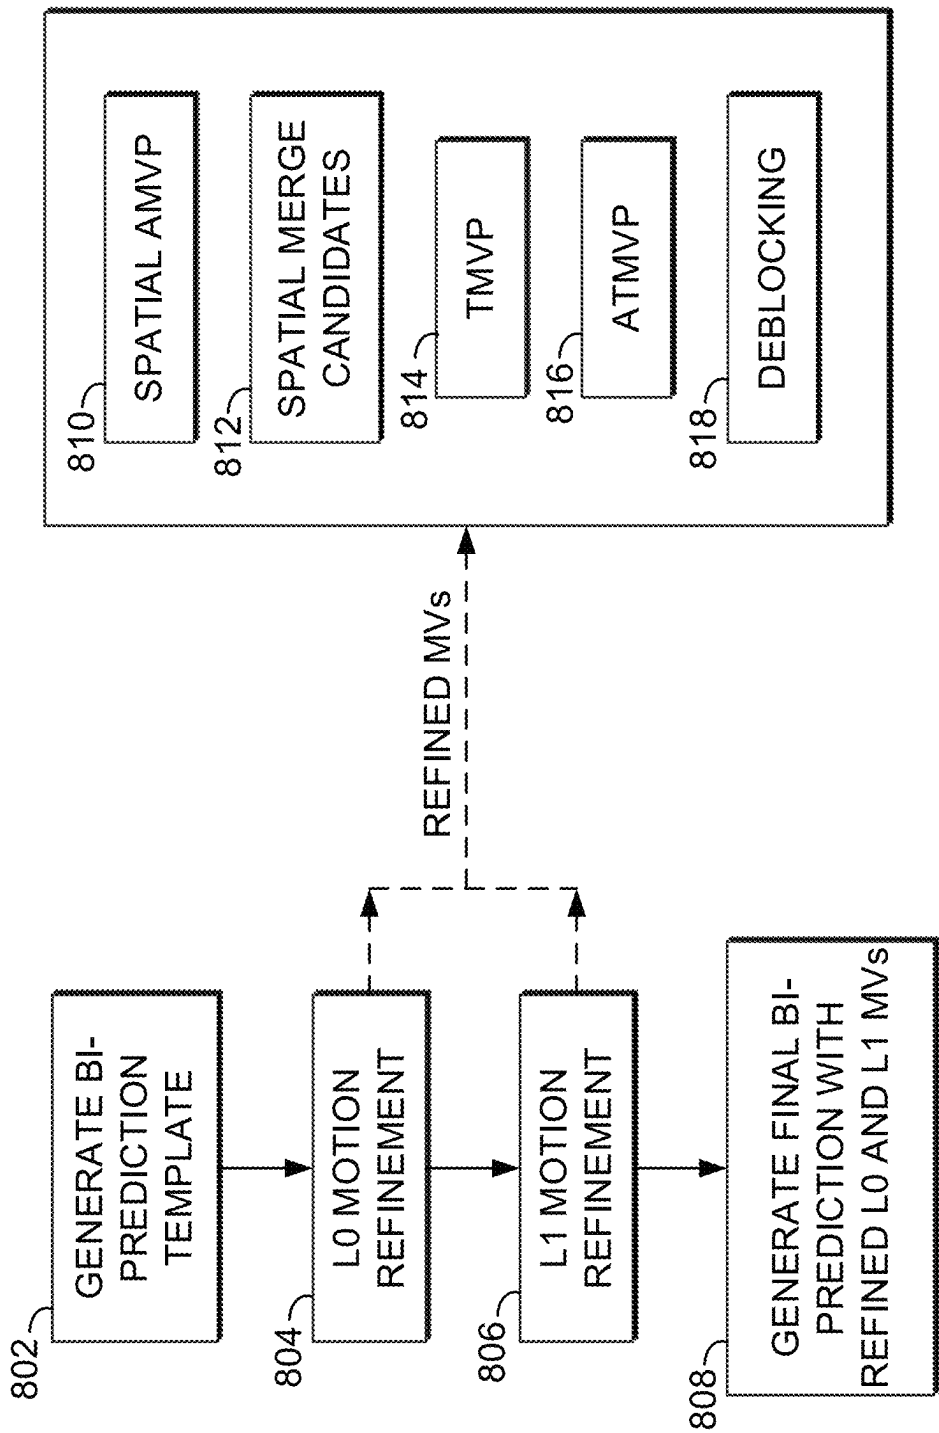 802
GENERATE BI-
PREDICTION
TEMPLATE
804
L0 MOTION
REFINEMENT
806
L1 MOTION
REFINEMENT
808
GENERATE FINAL BI-
PREDICTION WITH
REFINED L0 AND L1 MVs
REFINED MVs
810
SPATIAL AMVP
812
SPATIAL MERGE
CANDIDATES
814
TMVP
816
ATMVP
818
DEBLOCKING